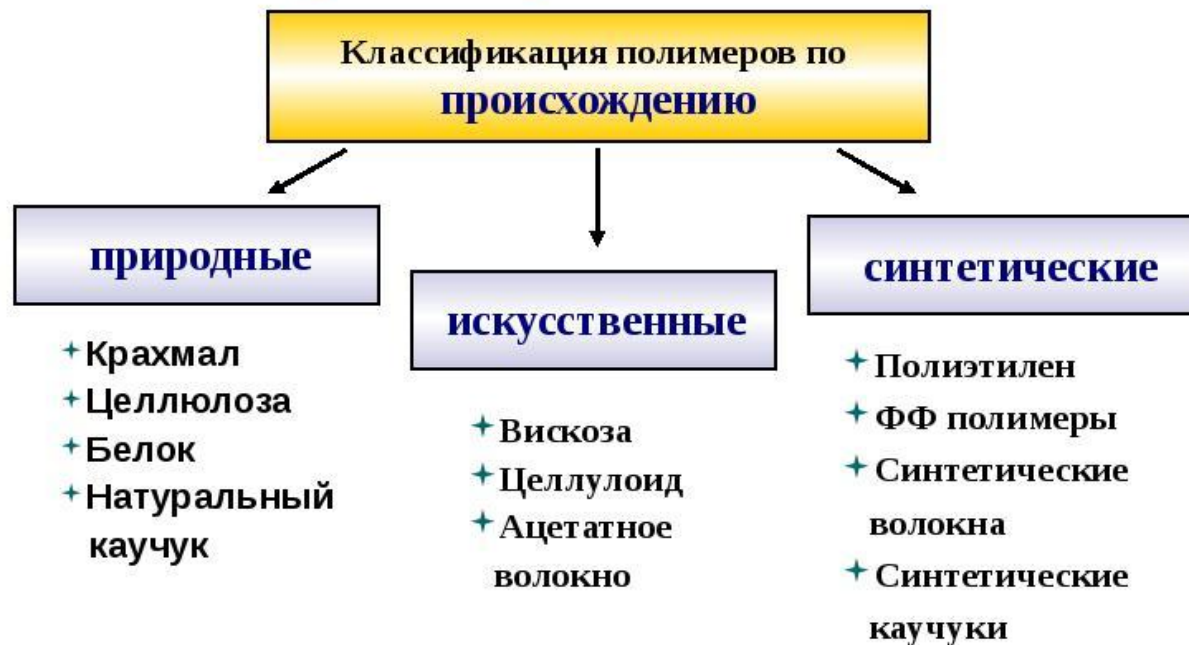 Классификация полимеров по
происхождению
природные
Крахмал
Целлюлоза
Белок
Натуральный
каучук
искусственные
Вискоза
Целлулоид
Ацетатное
волокно
синтетические
Полиэтилен
ФФ полимеры
Синтетические
волокна
Синтетические
каучуки